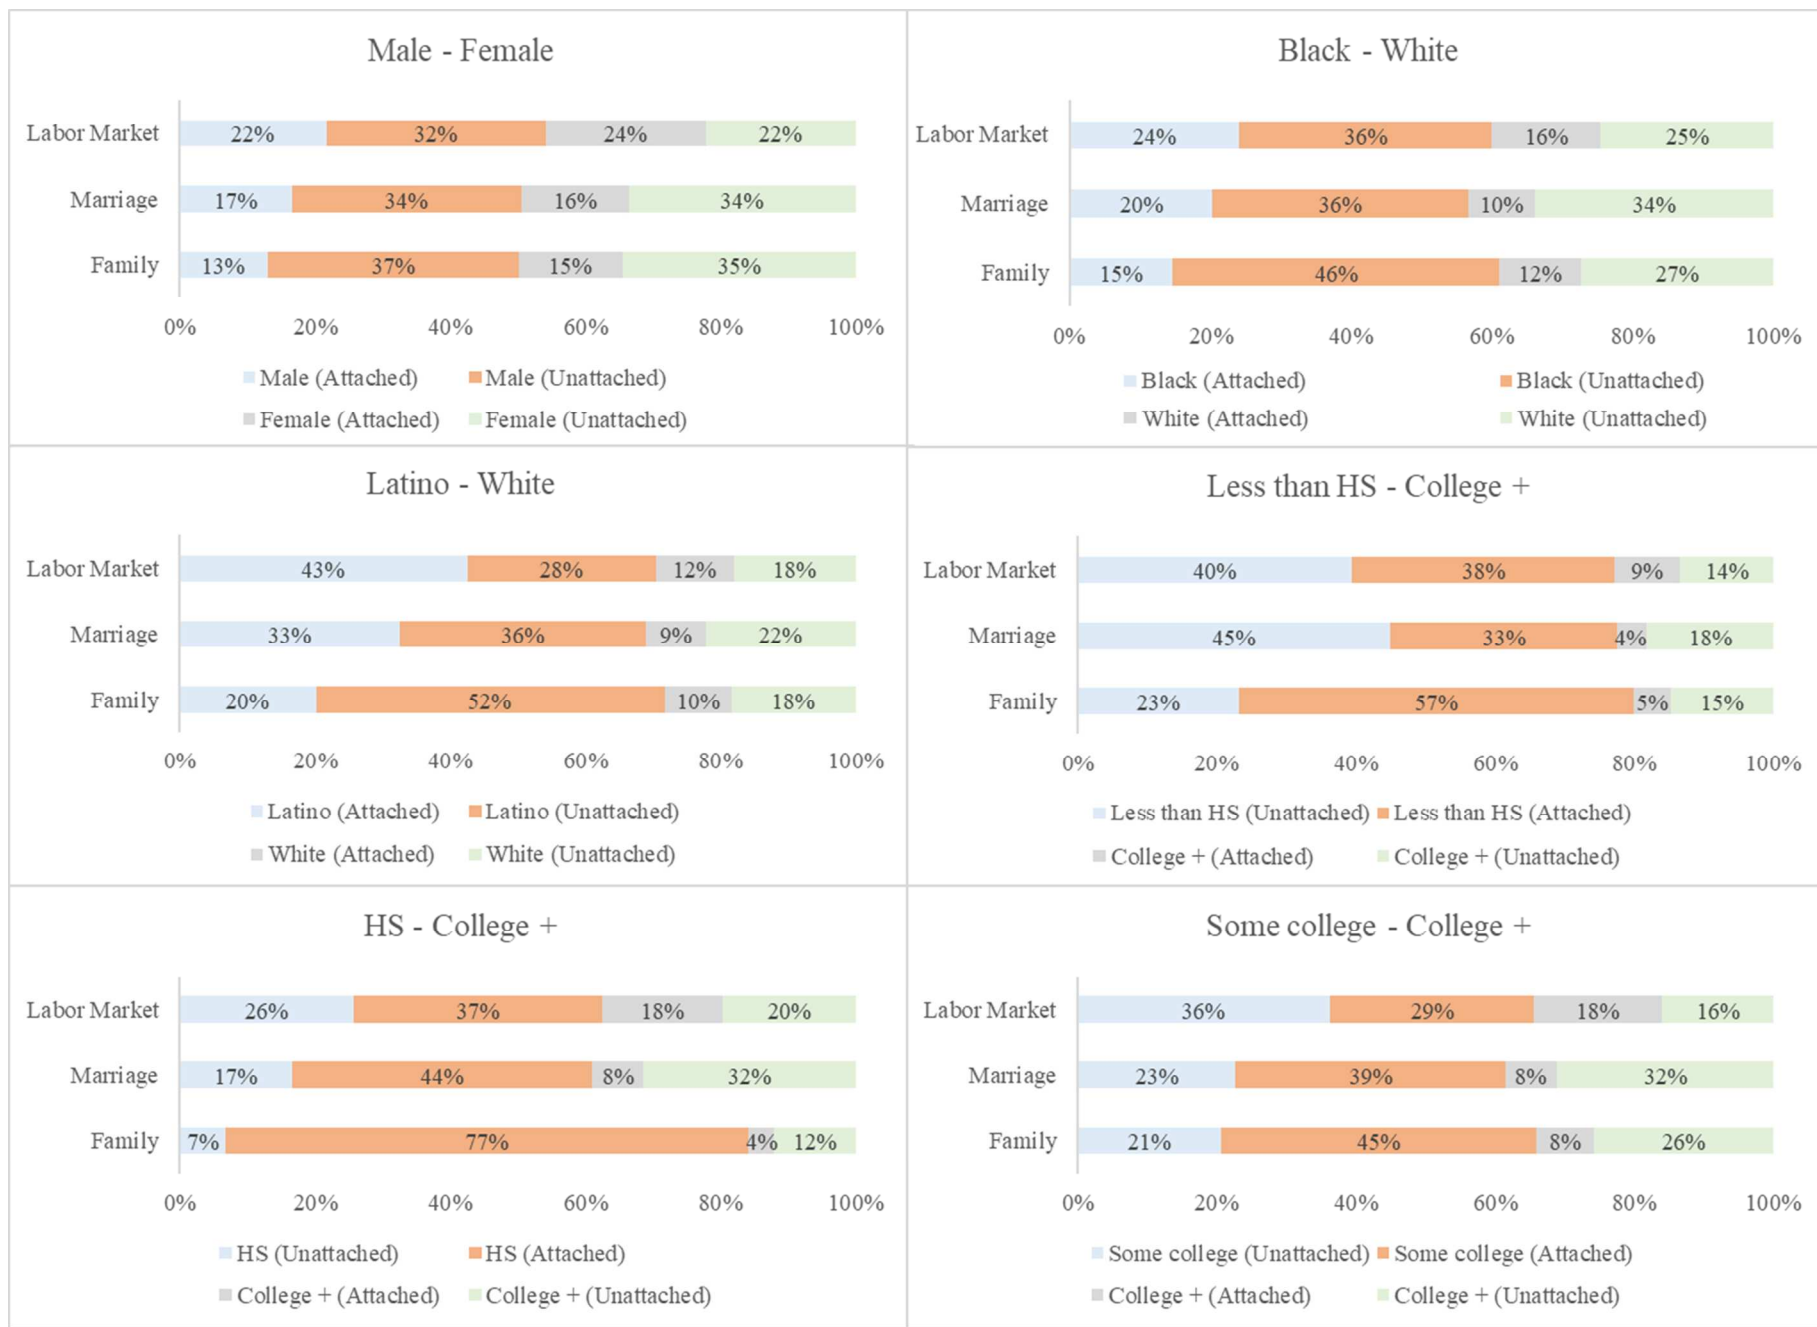 Male - Female
Labor Market 22% 32% 24% 22%
Marriage 17% 34% 16% 34%
Family 13% 37% 15% 35%
0% 20% 40% 60% 80% 100%
Male (Attached) Male (Unattached)
Female (Attached) Female (Unattached)
Black - White
Labor Market 24% 36% 16% 25%
Marriage 20% 36% 10% 34%
Family 15% 46% 12% 27%
0% 20% 40% 60% 80% 100%
Black (Attached) Black (Unattached)
White (Attached) White (Unattached)
Latino - White
Labor Market 43% 28% 12% 18%
Marriage 33% 36% 9% 22%
Family 20% 52% 10% 18%
0% 20% 40% 60% 80% 100%
Latino (Attached) Latino (Unattached)
White (Attached) White (Unattached)
Less than HS - College +
Labor Market 40% 38% 9% 14%
Marriage 45% 33% 4% 18%
Family 23% 57% 5% 15%
0% 20% 40% 60% 80% 100%
Less than HS (Unattached) Less than HS (Attached)
College + (Attached) College + (Unattached)
HS - College +
Labor Market 26% 37% 18% 20%
Marriage 17% 44% 8% 32%
Family 7% 77% 4% 12%
0% 20% 40% 60% 80% 100%
HS (Unattached) HS (Attached)
College + (Attached) College + (Unattached)
Some college - College +
Labor Market 36% 29% 18% 16%
Marriage 23% 39% 8% 32%
Family 21% 45% 8% 26%
0% 20% 40% 60% 80% 100%
Some college (Unattached) Some college (Attached)
College + (Attached) College + (Unattached)